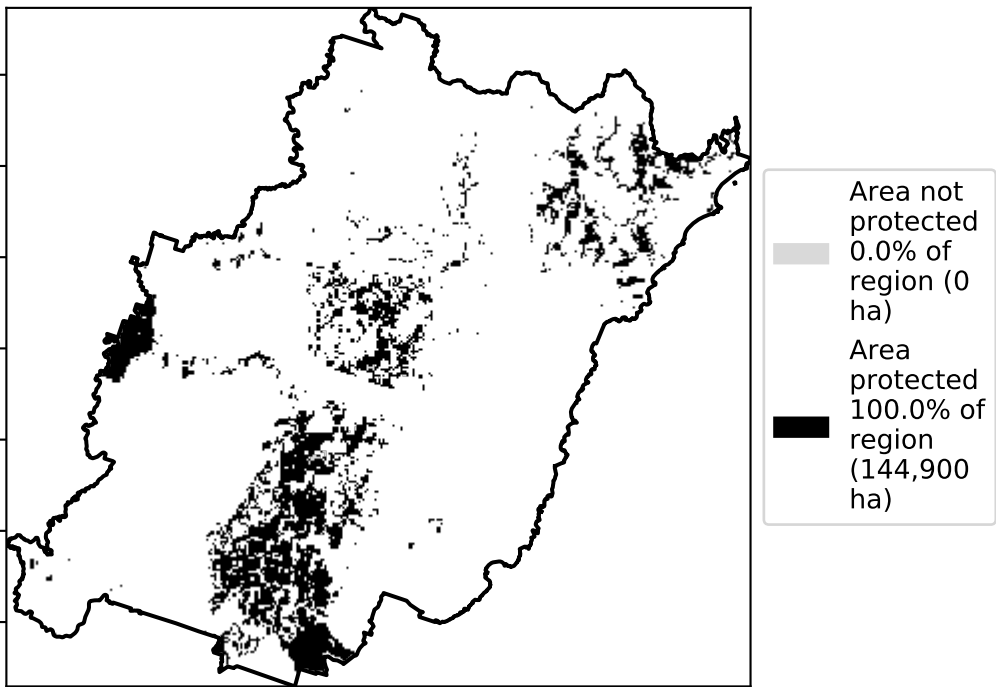 Area not
protected
0.0% of
region (0
ha)
Area
protected
100.0% of
region
(144,900
ha)